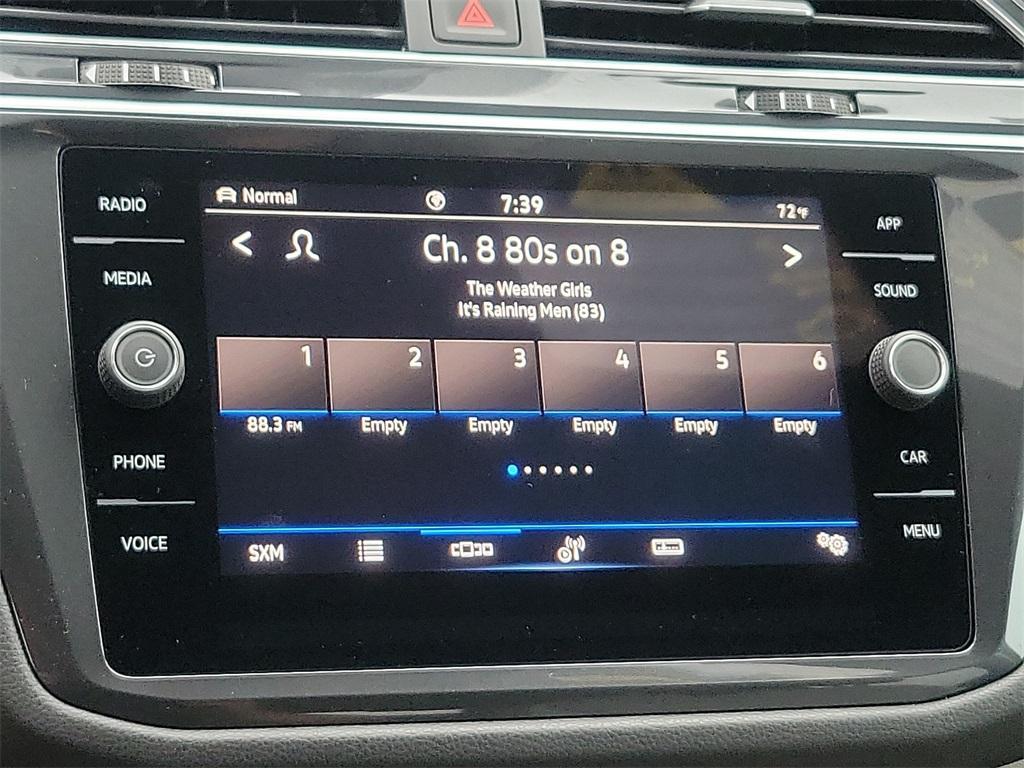 RADIO
MEDIA
PHONE
VOICE
Normal
7:39
72°F
< Ch. 8 80s on 8 >
The Weather Girls
It's Raining Men (83)
1 2 3 4 5 6
88.3 FM Empty Empty Empty Empty Empty
SXM
APP
SOUND
CAR
MENU